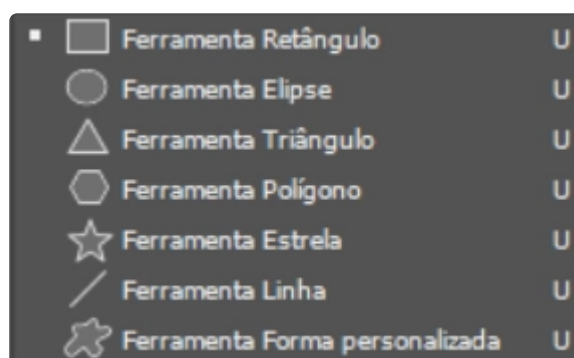 Ferramenta Retângulo U
Ferramenta Elipse U
Ferramenta Triângulo U
Ferramenta Polígono U
Ferramenta Estrela U
Ferramenta Linha U
Ferramenta Forma personalizada U